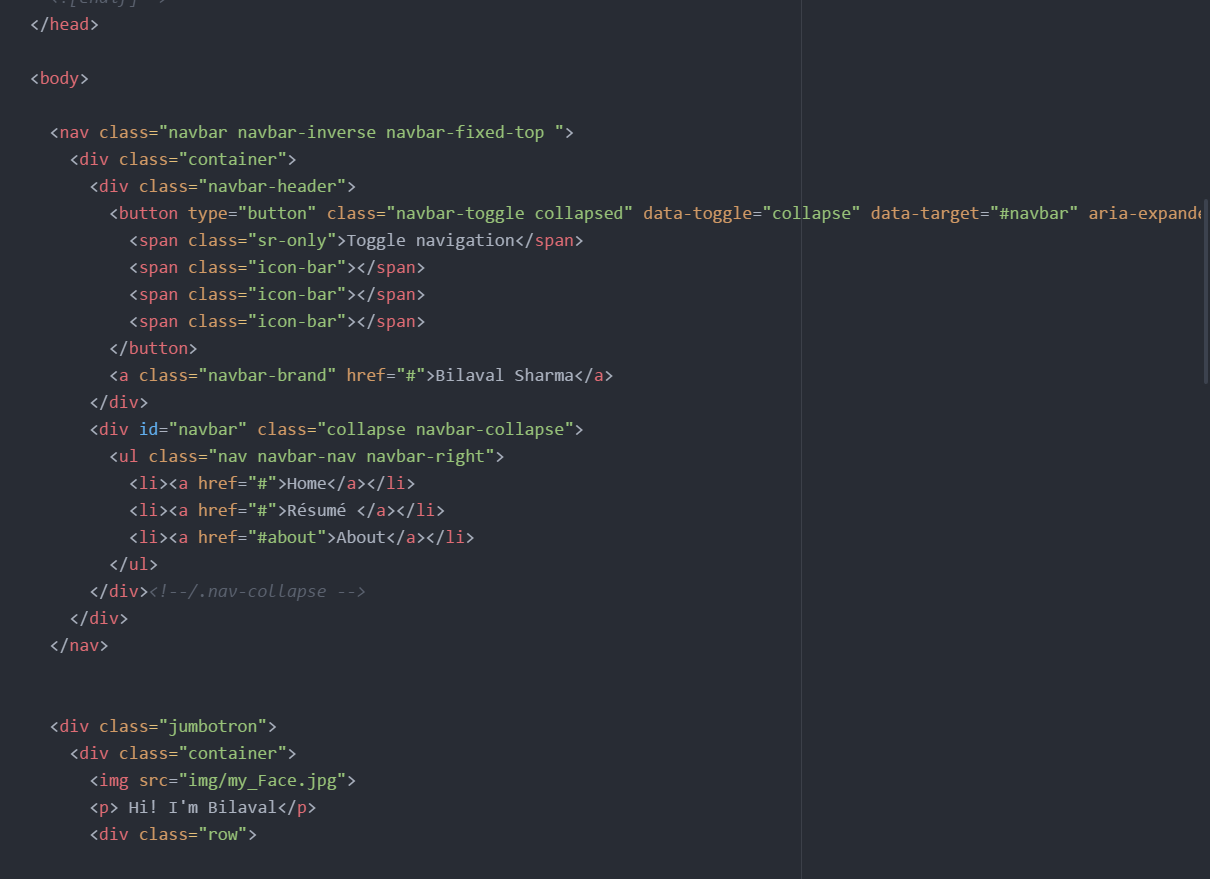 </head>
<body>
<nav class="navbar navbar-inverse navbar-fixed-top ">
<div class="container">
<div class="navbar-header">
<button type="button" class="navbar-toggle collapsed" data-toggle="collapse" data-target="#navbar" aria-expande
<span class="sr-only">Toggle navigation</span>
<span class="icon-bar"></span>
<span class="icon-bar"></span>
<span class="icon-bar"></span>
</button>
<a class="navbar-brand" href="#">Bilaval Sharma</a>
</div>
<div id="navbar" class="collapse navbar-collapse">
<ul class="nav navbar-nav navbar-right">
<li><a href="#">Home</a></li>
<li><a href="#">Résumé </a></li>
<li><a href="#about">About</a></li>
</ul>
</div><!--/.nav-collapse -->
</div>
</nav>
<div class="jumbotron">
<div class="container">
<img src="img/my_Face.jpg">
<p> Hi! I'm Bilaval</p>
<div class="row">